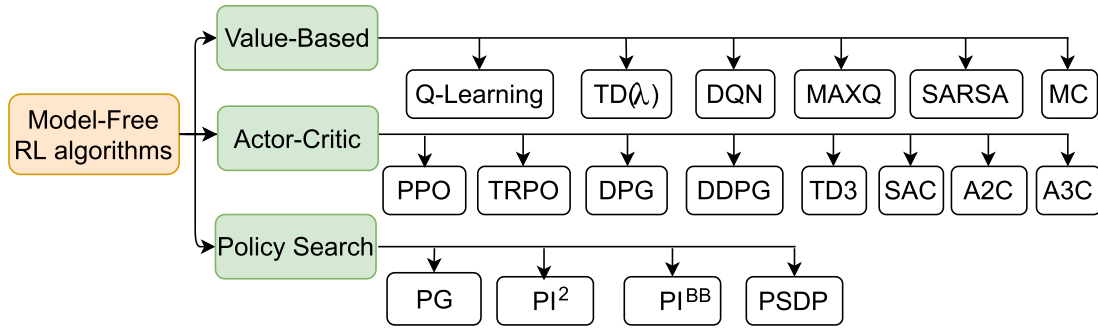 Value-Based
Q-Learning
TD(λ)
DQN
MAXQ
SARSA
MC
Model-Free
RL algorithms
Actor-Critic
PPO
TRPO
DPG
DDPG
TD3
SAC
A2C
A3C
Policy Search
PG
PI²
PIᴮᴮ
PSDP